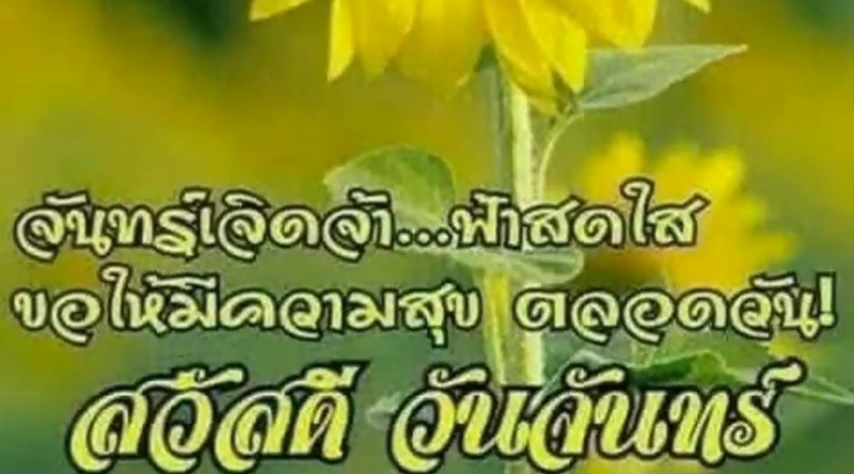 จันทร์เจิดจ้า...ฟ้าสดใส
ขอให้มีความสุข ตลอดวัน!
สวัสดี วันจันทร์